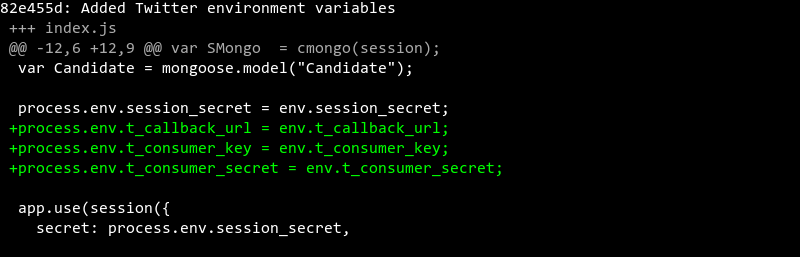 82e455d: Added Twitter environment variables
+++ index.js
@@ -12,6 +12,9 @@ var SMongo  = cmongo(session);
var Candidate = mongoose.model("Candidate");
process.env.session_secret = env.session_secret;
+process.env.t_callback_url = env.t_callback_url;
+process.env.t_consumer_key = env.t_consumer_key;
+process.env.t_consumer_secret = env.t_consumer_secret;
app.use(session({
secret: process.env.session_secret,